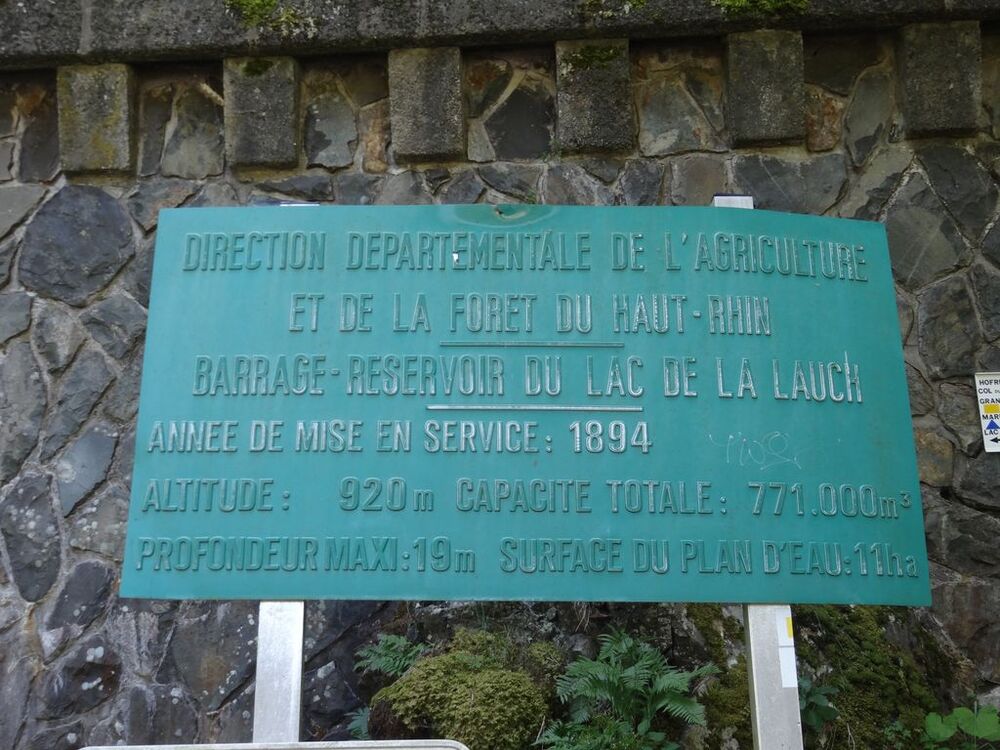 DIRECTION DEPARTEMENTALE DE L'AGRICULTURE
ET DE LA FORET DU HAUT-RHIN
BARRAGE-RESERVOIR DU LAC DE LA LAUCH
ANNEE DE MISE EN SERVICE: 1894
ALTITUDE: 920m CAPACITE TOTALE: 771.000m³
PROFONDEUR MAXI: 19m SURFACE DU PLAN D'EAU: 11ha
COL